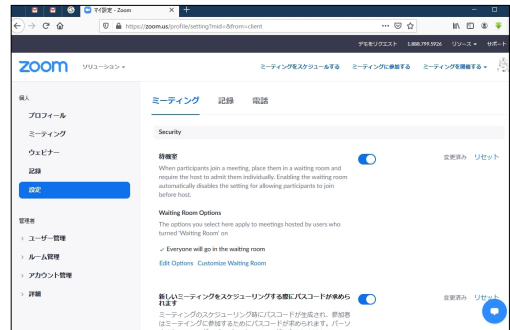 マイ設定 - Zoom
https://zoom.us/profile/setting?mid=&from=client
デモをリクエスト 1.888.799.5926 リソース サポート
zoom ソリューション ミーティングをスケジュールする ミーティングに参加する ミーティングを開催する
個人
プロフィール
ミーティング
ウェビナー
記録
設定
管理者
ユーザー管理
ルーム管理
アカウント管理
詳細
ミーティング 記録 電話
Security
待機室 変更済み リセット
When participants join a meeting, place them in a waiting room and
require the host to admit them individually. Enabling the waiting room
automatically disables the setting for allowing participants to join
before host.
Waiting Room Options
The options you select here apply to meetings hosted by users who
turned 'Waiting Room' on
Everyone will go in the waiting room
Edit Options Customize Waiting Room
新しいミーティングをスケジューリングする際にパスコードが求めら 変更済み リセット
れます
ミーティングのスケジューリング時にパスコードが生成され、参加者
はミーティングに参加するためにパスコードが求められます。パーソ